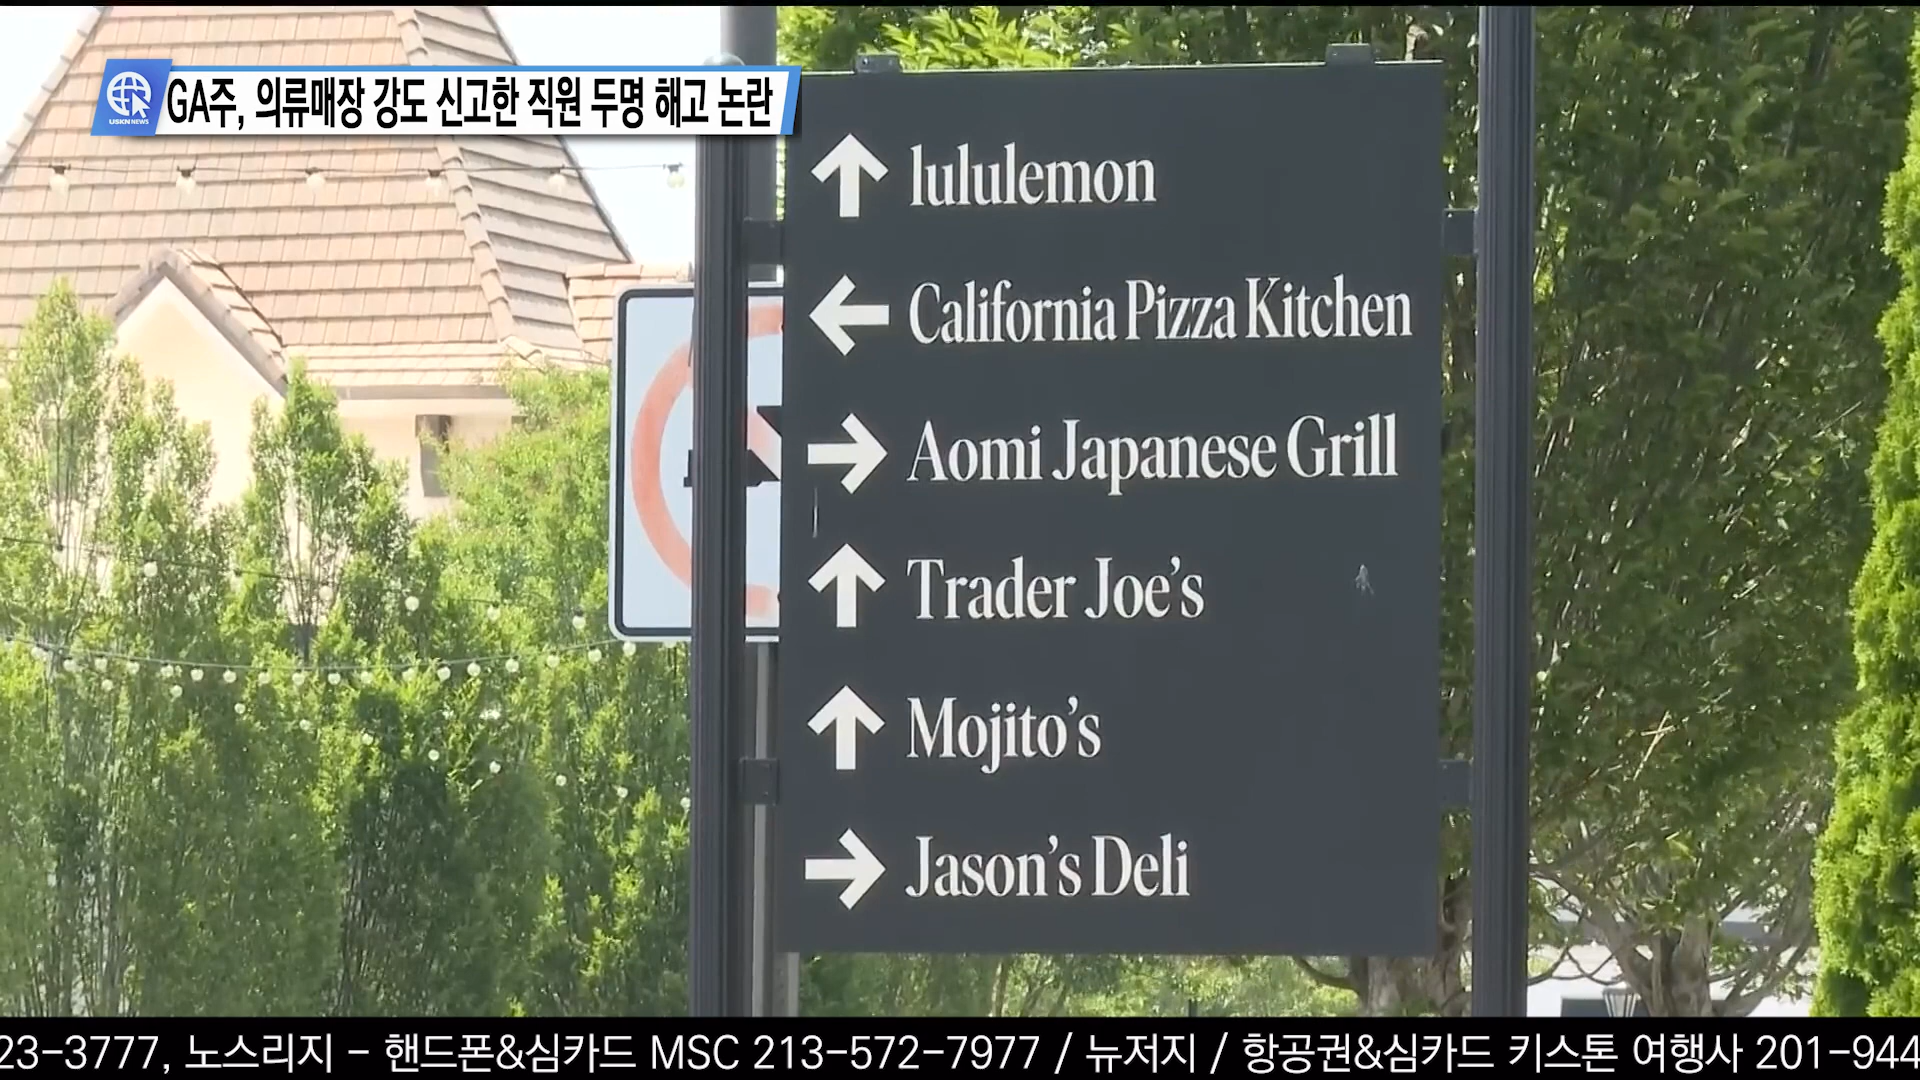 USKN NEWS
GA주, 의류매장 강도 신고한 직원 두명 해고 논란
lululemon
California Pizza Kitchen
Aomi Japanese Grill
Trader Joe's
Mojito's
Jason's Deli
23-3777, 노스리지 - 핸드폰&심카드 MSC 213-572-7977 / 뉴저지 / 항공권&심카드 키스톤 여행사 201-944